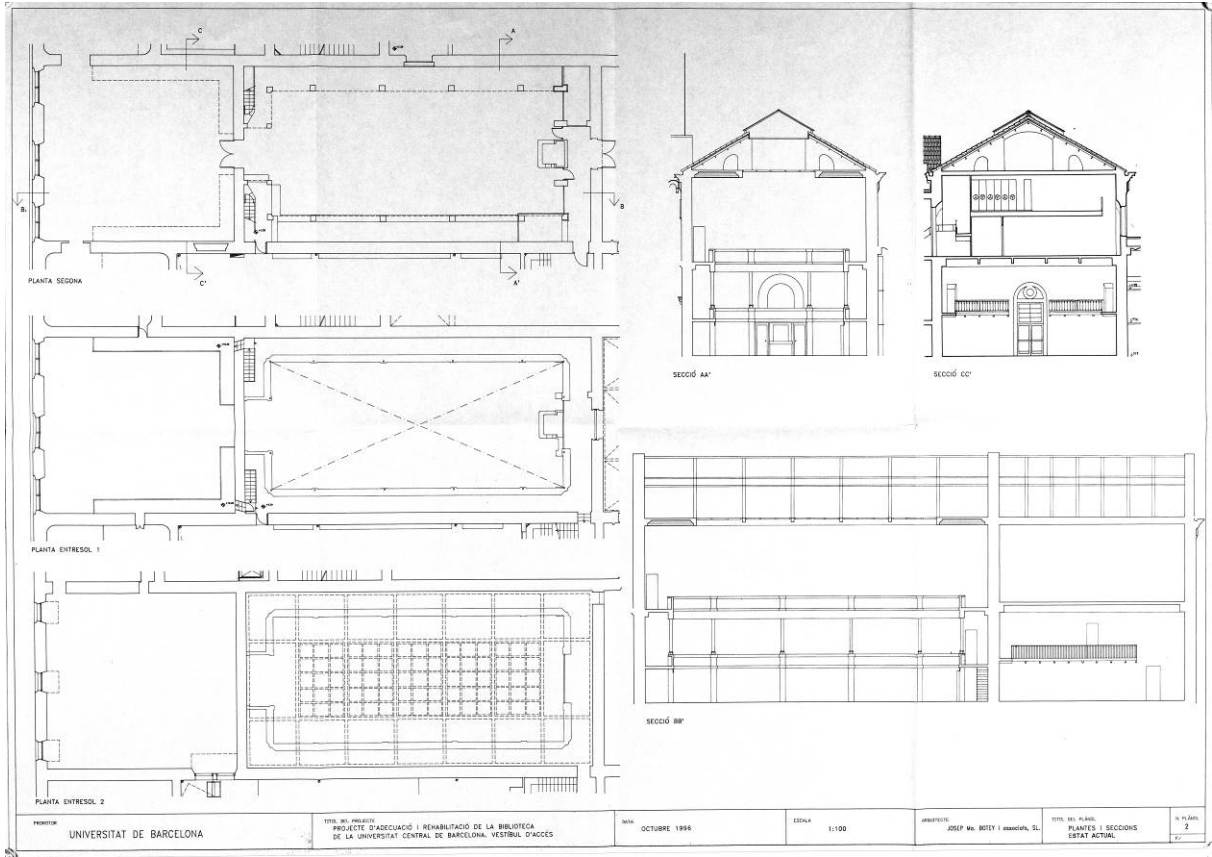 C
A
B
B
C'
A'
PLANTA SEGONA
SECCIÓ AA'
SECCIÓ CC'
PLANTA ENTRESOL 1
SECCIÓ BB'
PLANTA ENTRESOL 2
PROMOTOR
UNIVERSITAT DE BARCELONA
TITOL DEL PROJECTE
PROJECTE D'ADECUACIÓ I REHABILITACIÓ DE LA BIBLIOTECA
DE LA UNIVERSITAT CENTRAL DE BARCELONA. VESTÍBUL D'ACCÉS
DATA
OCTUBRE 1996
ESCALA
1:100
ARQUITECTE
JOSEP Ma. BOTEY i associats, SL.
TITOL DEL PLÀNOL
PLANTES I SECCIONS
ESTAT ACTUAL
N. PLÀNOL
2